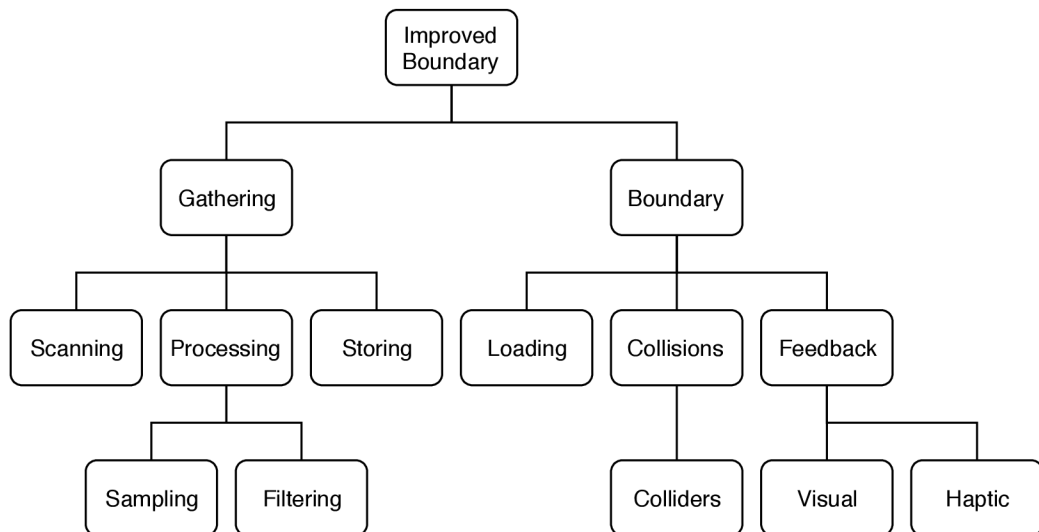 Improved
Boundary
Gathering
Boundary
Scanning
Processing
Storing
Loading
Collisions
Feedback
Sampling
Filtering
Colliders
Visual
Haptic